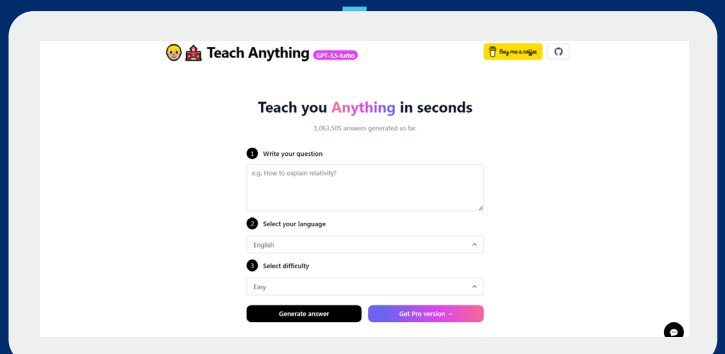 Teach Anything GPT-3.5-turbo
Buy me a coffee
Teach you Anything in seconds
1,063,505 answers generated so far.
1 Write your question
e.g. How to explain relativity?
2 Select your language
English
3 Select difficulty
Easy
Generate answer
Get Pro version →